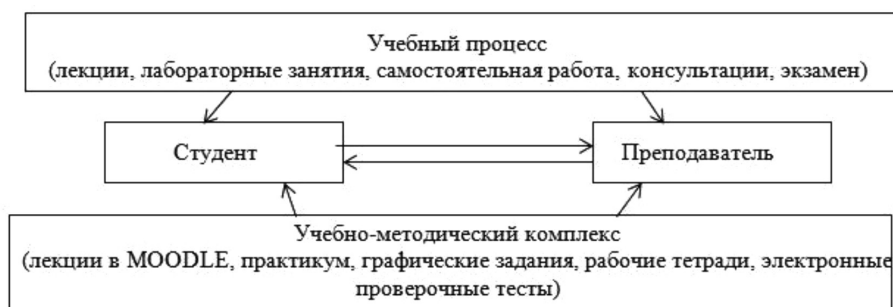 Учебный процесс
(лекции, лабораторные занятия, самостоятельная работа, консультации, экзамен)
Студент
Преподаватель
Учебно-методический комплекс
(лекции в MOODLE, практикум, графические задания, рабочие тетради, электронные
проверочные тесты)